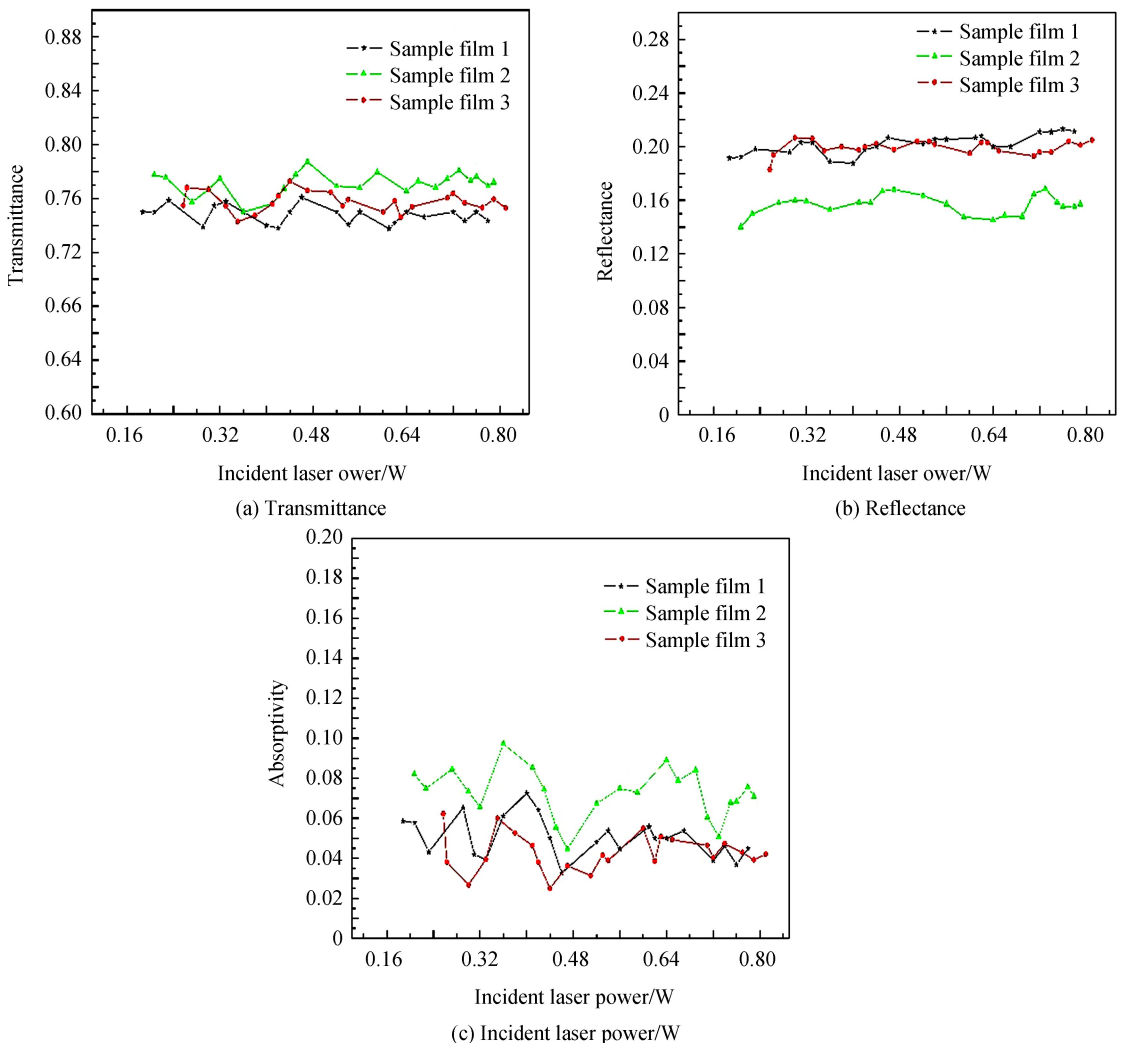 0.88
0.84
0.80
0.76
0.72
0.66
0.64
0.60
Transmittance
Sample film 1
Sample film 2
Sample film 3
0.16 0.32 0.48 0.64 0.80
Incident laser ower/W
(a) Transmittance
0.28
0.24
0.20
0.16
0.12
0.04
0
Reflectance
Sample film 1
Sample film 2
Sample film 3
0.16 0.32 0.48 0.64 0.80
Incident laser ower/W
(b) Reflectance
0.20
0.18
0.16
0.14
0.12
0.10
0.08
0.06
0.04
0.02
0
Absorptivity
Sample film 1
Sample film 2
Sample film 3
0.16 0.32 0.48 0.64 0.80
Incident laser power/W
(c) Incident laser power/W